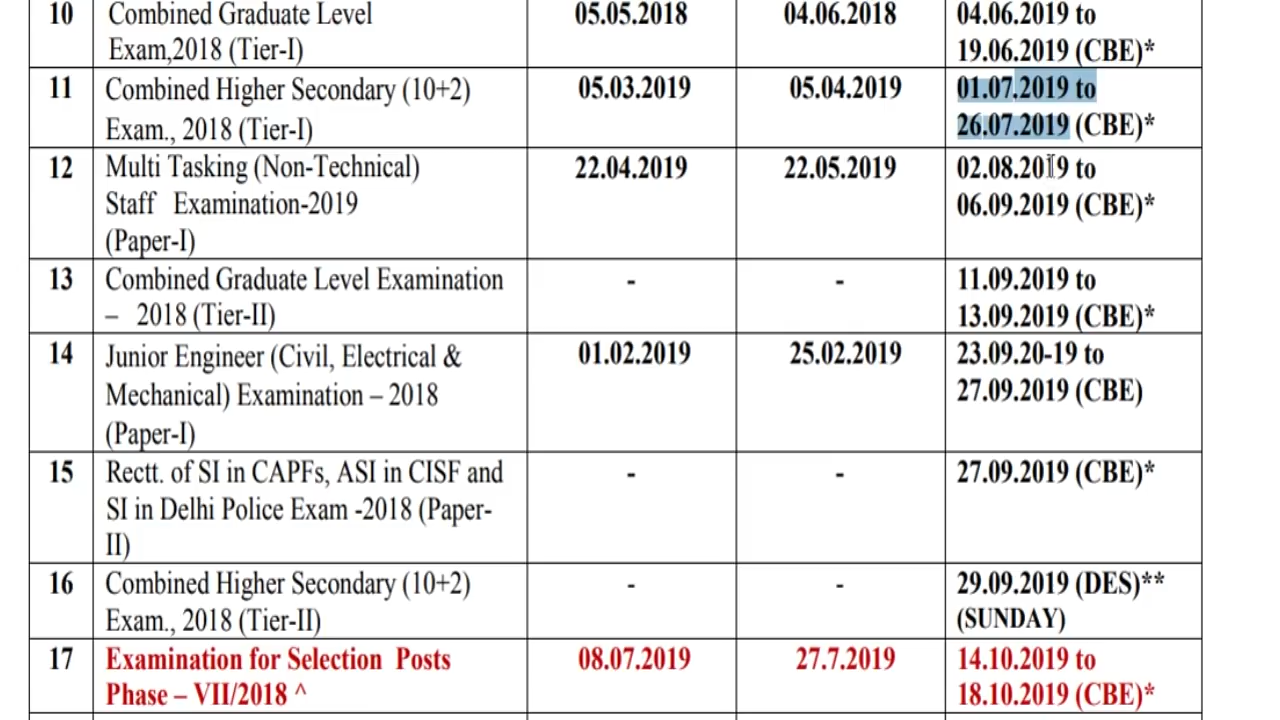 10 Combined Graduate Level 05.05.2018 04.06.2018 04.06.2019 to
Exam,2018 (Tier-I) 19.06.2019 (CBE)*
11 Combined Higher Secondary (10+2) 05.03.2019 05.04.2019 01.07.2019 to
Exam., 2018 (Tier-I) 26.07.2019 (CBE)*
12 Multi Tasking (Non-Technical) 22.04.2019 22.05.2019 02.08.2019 to
Staff Examination-2019 06.09.2019 (CBE)*
(Paper-I)
13 Combined Graduate Level Examination - - 11.09.2019 to
– 2018 (Tier-II) 13.09.2019 (CBE)*
14 Junior Engineer (Civil, Electrical & 01.02.2019 25.02.2019 23.09.20-19 to
Mechanical) Examination – 2018 27.09.2019 (CBE)
(Paper-I)
15 Rectt. of SI in CAPFs, ASI in CISF and - - 27.09.2019 (CBE)*
SI in Delhi Police Exam -2018 (Paper-
II)
16 Combined Higher Secondary (10+2) - - 29.09.2019 (DES)**
Exam., 2018 (Tier-II) (SUNDAY)
17 Examination for Selection Posts 08.07.2019 27.7.2019 14.10.2019 to
Phase – VII/2018 ^ 18.10.2019 (CBE)*